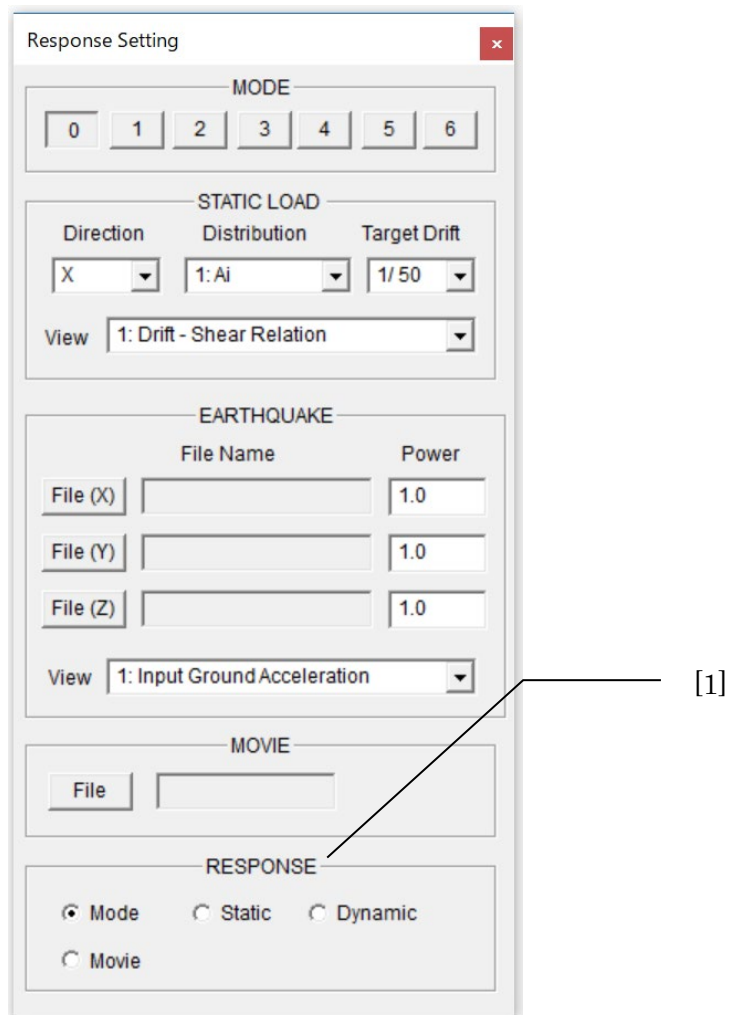 Response Setting x
MODE
0 1 2 3 4 5 6
STATIC LOAD
Direction Distribution Target Drift
X 1: Ai 1/ 50
View 1: Drift - Shear Relation
EARTHQUAKE
File Name Power
File (X) 1.0
File (Y) 1.0
File (Z) 1.0
View 1: Input Ground Acceleration
[1]
MOVIE
File
RESPONSE
Mode Static Dynamic
Movie